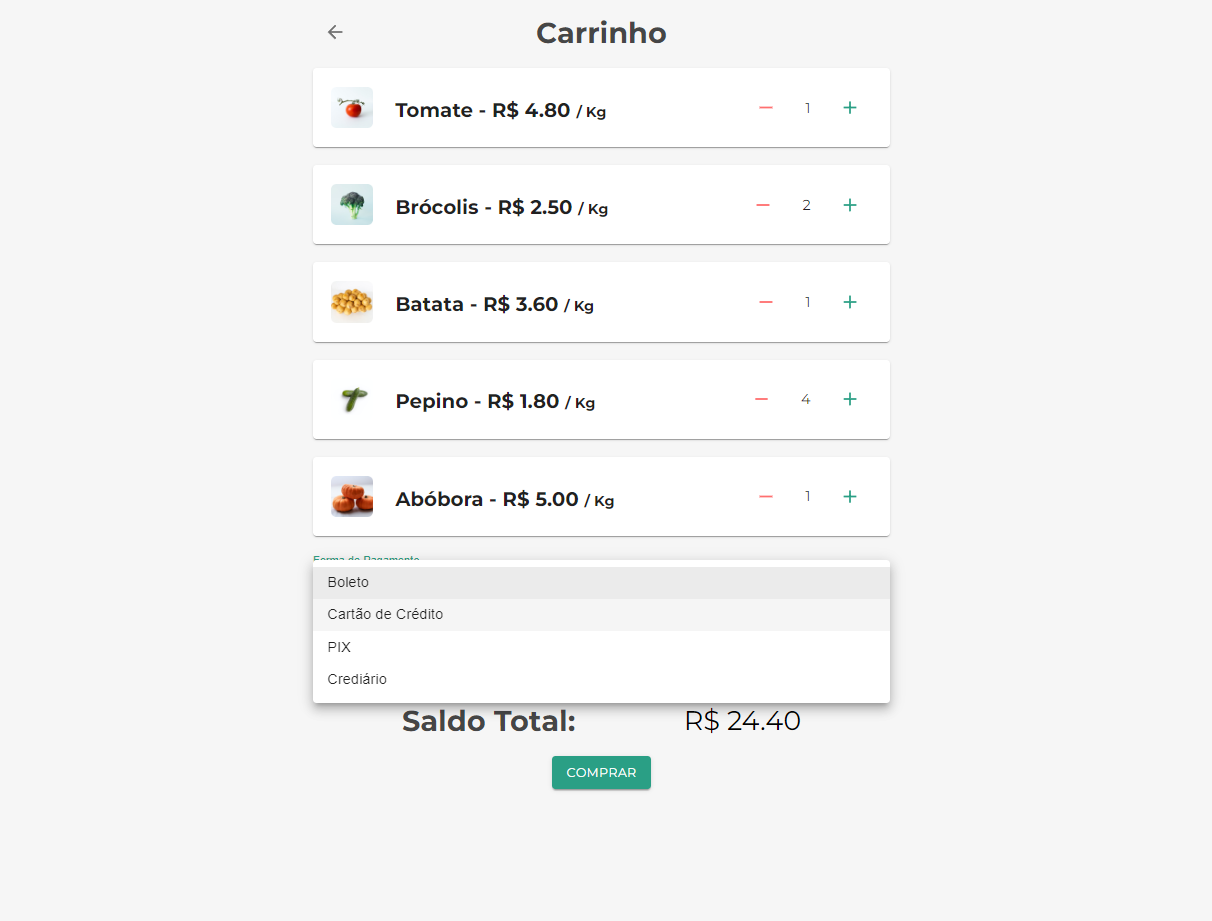 Carrinho
Tomate - R$ 4.80 / Kg
1
Brócolis - R$ 2.50 / Kg
2
Batata - R$ 3.60 / Kg
1
Pepino - R$ 1.80 / Kg
4
Abóbora - R$ 5.00 / Kg
1
Forma de Pagamento
Boleto
Cartão de Crédito
PIX
Crediário
Saldo Total: R$ 24.40
COMPRAR